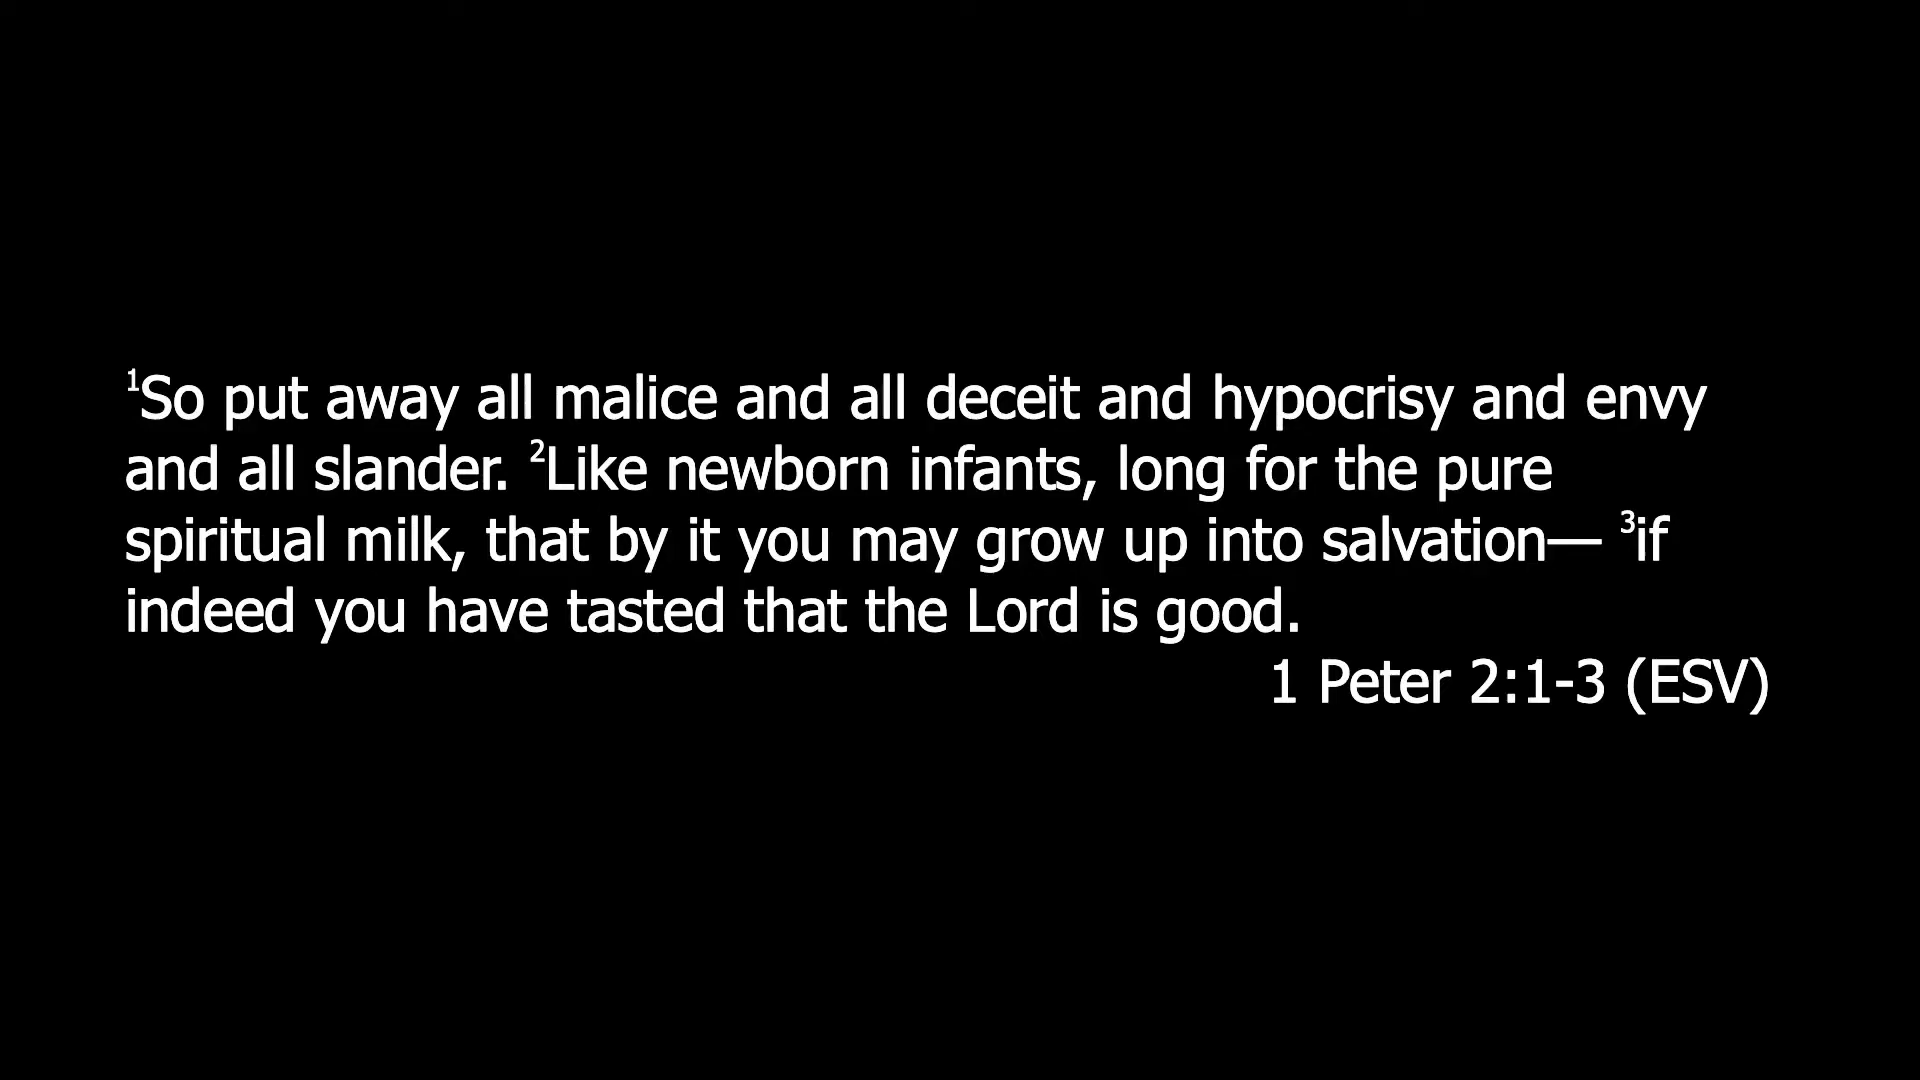 ¹So put away all malice and all deceit and hypocrisy and envy
and all slander. ²Like newborn infants, long for the pure
spiritual milk, that by it you may grow up into salvation— ³if
indeed you have tasted that the Lord is good.
1 Peter 2:1-3 (ESV)